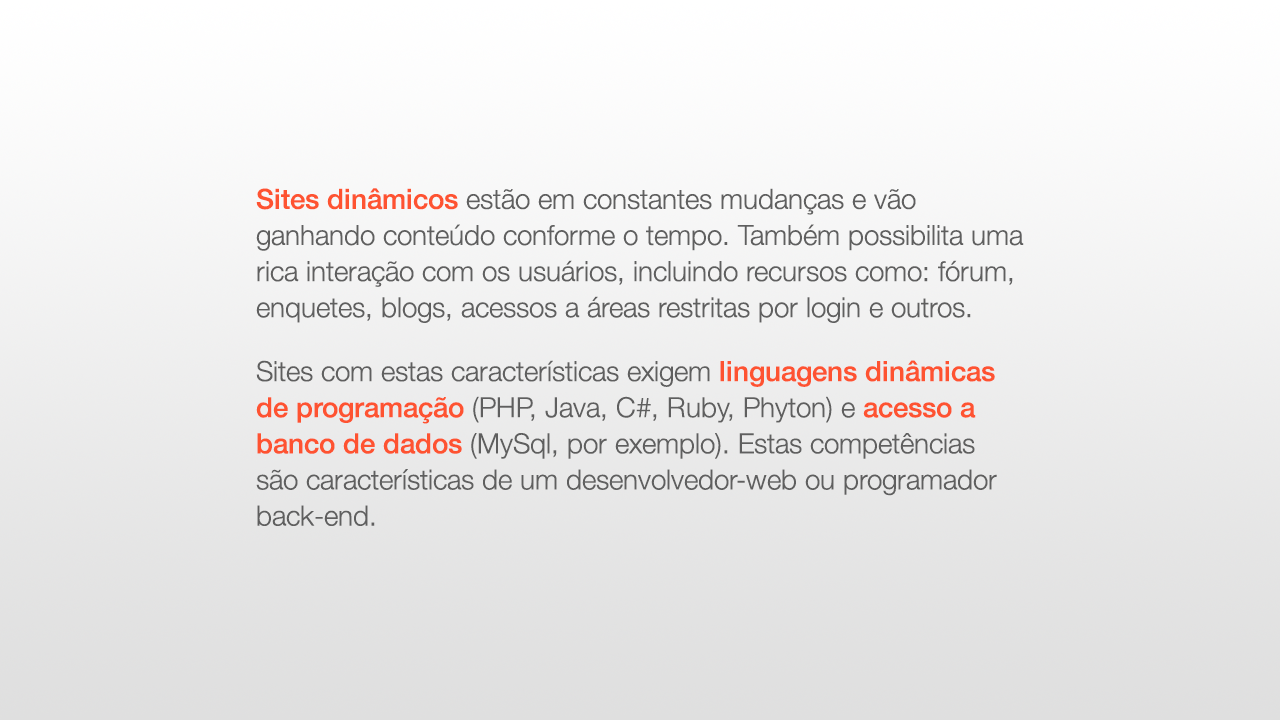 Sites dinâmicos estão em constantes mudanças e vão
ganhando conteúdo conforme o tempo. Também possibilita uma
rica interação com os usuários, incluindo recursos como: fórum,
enquetes, blogs, acessos a áreas restritas por login e outros.
Sites com estas características exigem linguagens dinâmicas
de programação (PHP, Java, C#, Ruby, Phyton) e acesso a
banco de dados (MySql, por exemplo). Estas competências
são características de um desenvolvedor-web ou programador
back-end.